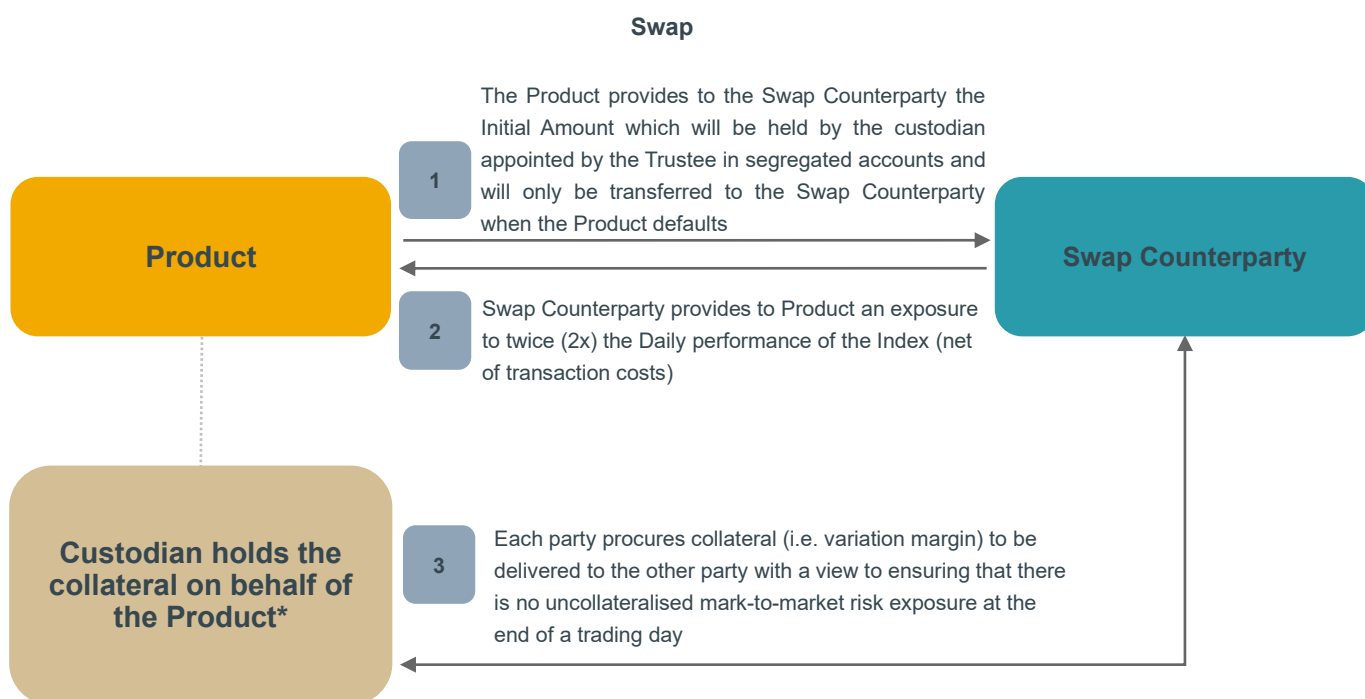 Swap
The Product provides to the Swap Counterparty the
Initial Amount which will be held by the custodian
appointed by the Trustee in segregated accounts and
will only be transferred to the Swap Counterparty
when the Product defaults
1
Product
Swap Counterparty
2
Swap Counterparty provides to Product an exposure
to twice (2x) the Daily performance of the Index (net
of transaction costs)
Custodian holds the
collateral on behalf of
the Product*
3
Each party procures collateral (i.e. variation margin) to be
delivered to the other party with a view to ensuring that there
is no uncollateralised mark-to-market risk exposure at the
end of a trading day